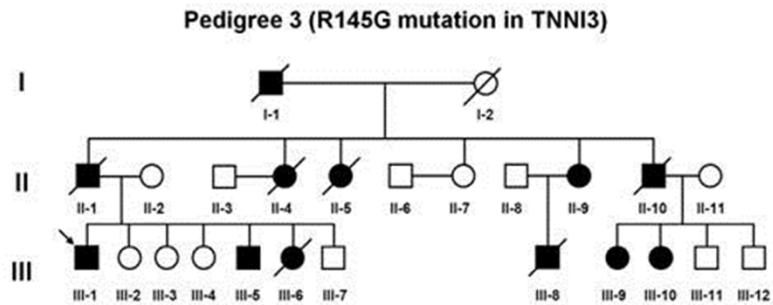 Pedigree 3 (R145G mutation in TNNI3)
I
I-1 I-2
II
II-1 II-2 II-3 II-4 II-5 II-6 II-7 II-8 II-9 II-10 II-11
III
III-1 III-2 III-3 III-4 III-5 III-6 III-7 III-8 III-9 III-10 III-11 III-12